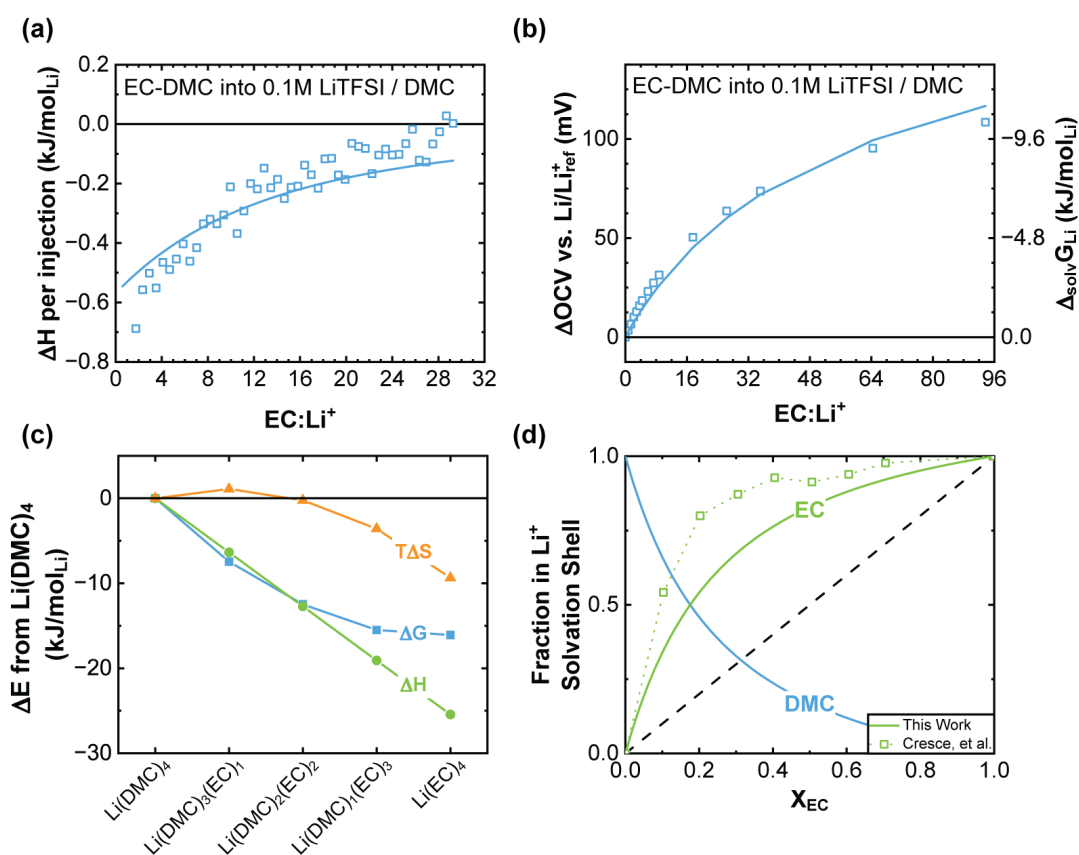 (a)
EC-DMC into 0.1M LiTFSI / DMC
ΔH per injection (kJ/molLi)
0.2
0.0
−0.2
−0.4
−0.6
−0.8
0 4 8 12 16 20 24 28 32
EC:Li⁺
(b)
EC-DMC into 0.1M LiTFSI / DMC
ΔOCV vs. Li/Li⁺ref (mV)
100
50
0
ΔsolvGLi (kJ/molLi)
−9.6
−4.8
0.0
0 16 32 48 64 80 96
EC:Li⁺
(c)
ΔE from Li(DMC)₄
(kJ/molLi)
0
−10
−20
−30
TΔS
ΔG
ΔH
Li(DMC)₄
Li(DMC)₃(EC)₁
Li(DMC)₂(EC)₂
Li(DMC)₁(EC)₃
Li(EC)₄
(d)
Fraction in Li⁺
Solvation Shell
1.0
0.5
0.0
EC
DMC
This Work
Cresce, et al.
0.0 0.2 0.4 0.6 0.8 1.0
XEC